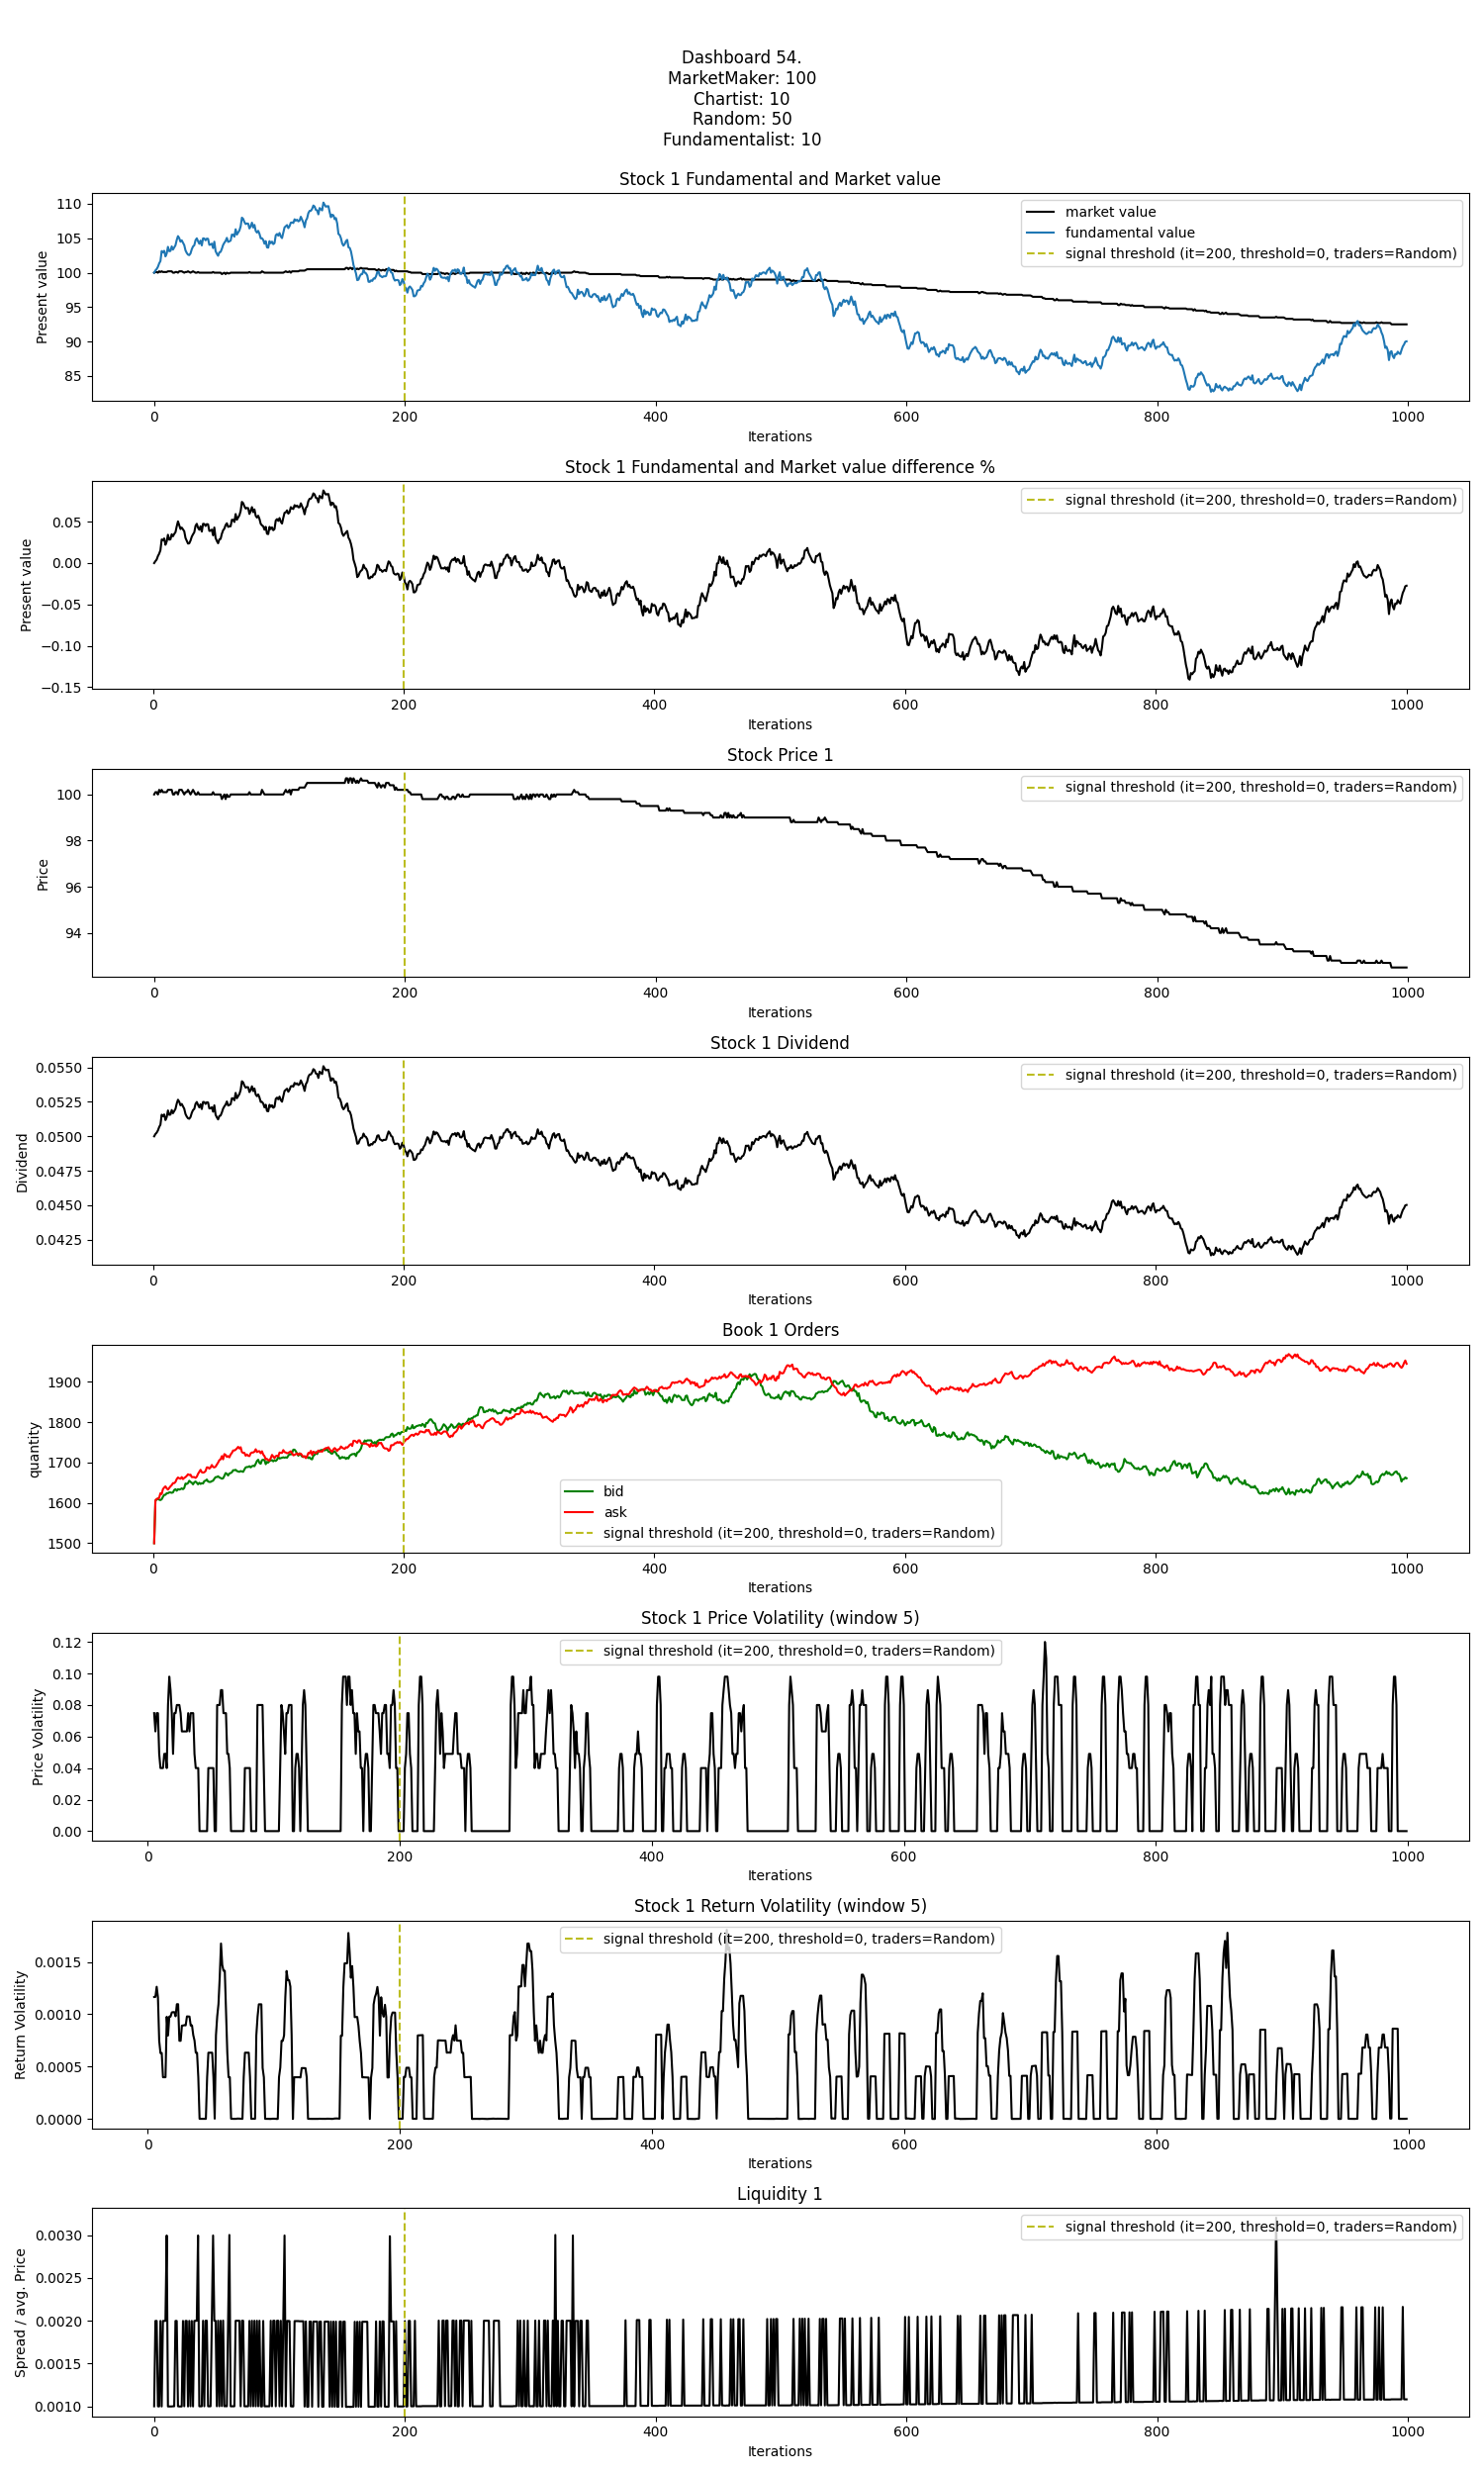 Dashboard 54.
MarketMaker: 100
Chartist: 10
Random: 50
Fundamentalist: 10
Stock 1 Fundamental and Market value
110
105
100
95
90
85
Present value
market value
fundamental value
signal threshold (it=200, threshold=0, traders=Random)
0 200 400 600 800 1000
Iterations
Stock 1 Fundamental and Market value difference %
0.05
0.00
−0.05
−0.10
−0.15
Present value
signal threshold (it=200, threshold=0, traders=Random)
0 200 400 600 800 1000
Iterations
Stock Price 1
100
98
96
94
Price
signal threshold (it=200, threshold=0, traders=Random)
0 200 400 600 800 1000
Iterations
Stock 1 Dividend
0.0550
0.0525
0.0500
0.0475
0.0450
0.0425
Dividend
signal threshold (it=200, threshold=0, traders=Random)
0 200 400 600 800 1000
Iterations
Book 1 Orders
1900
1800
1700
1600
1500
quantity
bid
ask
signal threshold (it=200, threshold=0, traders=Random)
0 200 400 600 800 1000
Iterations
Stock 1 Price Volatility (window 5)
0.12
0.10
0.08
0.06
0.04
0.02
0.00
Price Volatility
signal threshold (it=200, threshold=0, traders=Random)
0 200 400 600 800 1000
Iterations
Stock 1 Return Volatility (window 5)
0.0015
0.0010
0.0005
0.0000
Return Volatility
signal threshold (it=200, threshold=0, traders=Random)
0 200 400 600 800 1000
Iterations
Liquidity 1
0.0030
0.0025
0.0020
0.0015
0.0010
Spread / avg. Price
signal threshold (it=200, threshold=0, traders=Random)
0 200 400 600 800 1000
Iterations